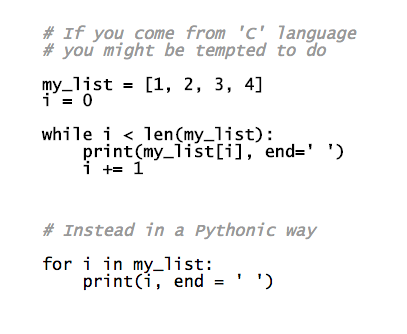 # If you come from 'C' language
# you might be tempted to do
my_list = [1, 2, 3, 4]
i = 0
while i < len(my_list):
    print(my_list[i], end=' ')
    i += 1
# Instead in a Pythonic way
for i in my_list:
    print(i, end = ' ')